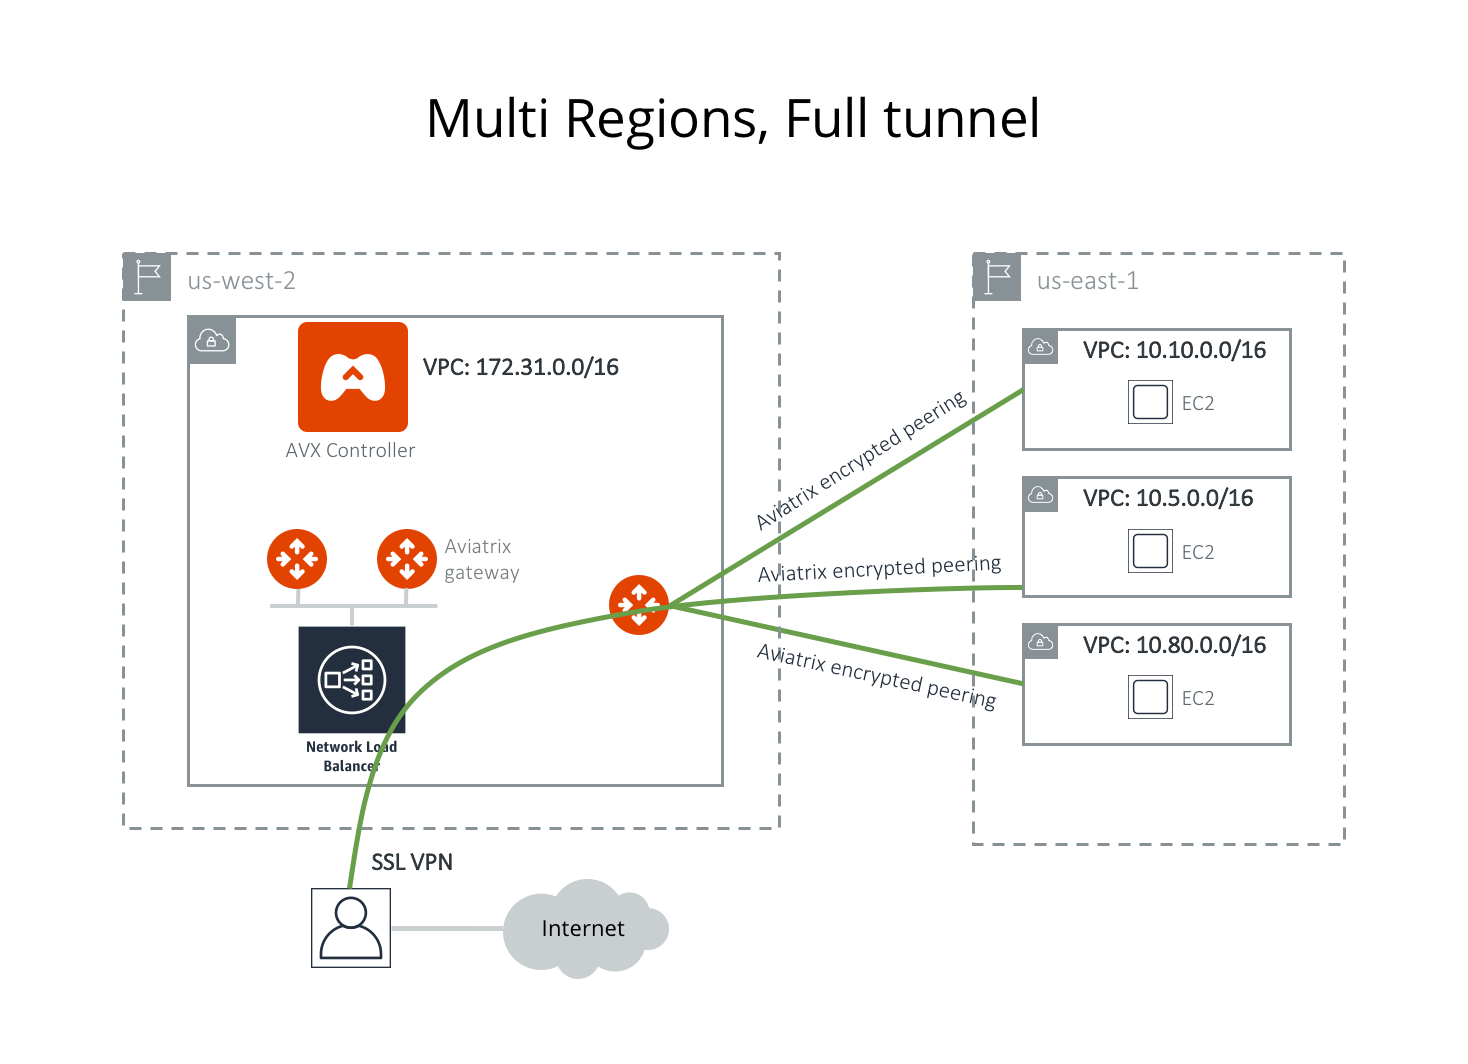 Multi Regions, Full tunnel
us-west-2
VPC: 172.31.0.0/16
AVX Controller
Aviatrix
gateway
Network Load
Balancer
SSL VPN
Internet
Aviatrix encrypted peering
Aviatrix encrypted peering
Aviatrix encrypted peering
us-east-1
VPC: 10.10.0.0/16
EC2
VPC: 10.5.0.0/16
EC2
VPC: 10.80.0.0/16
EC2